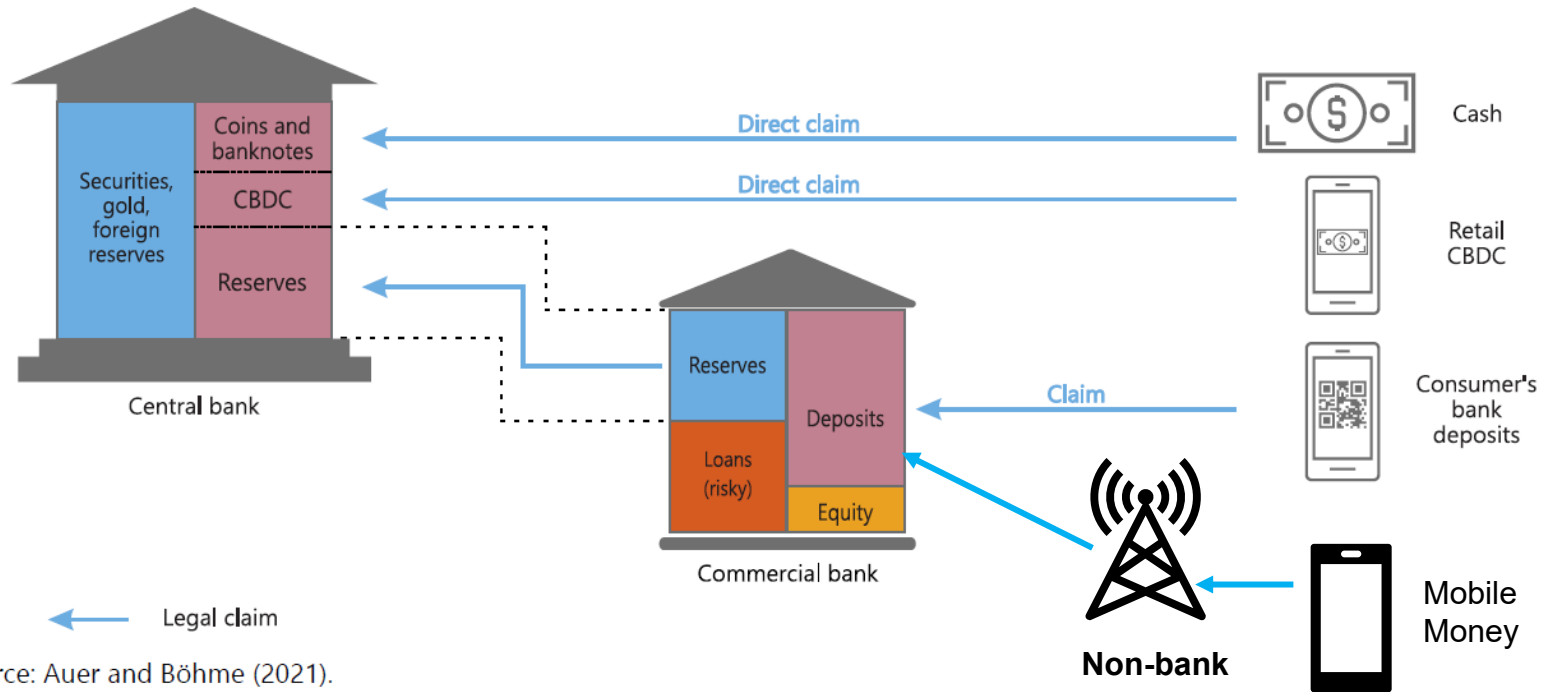 Coins and
banknotes
Securities,
gold,
foreign
reserves
CBDC
Reserves
Central bank
Direct claim
Direct claim
$
Cash
Retail
CBDC
$
Reserves
Deposits
Loans
(risky)
Equity
Commercial bank
Claim
Consumer's
bank
deposits
Non-bank
Mobile
Money
Legal claim
rce: Auer and Böhme (2021).